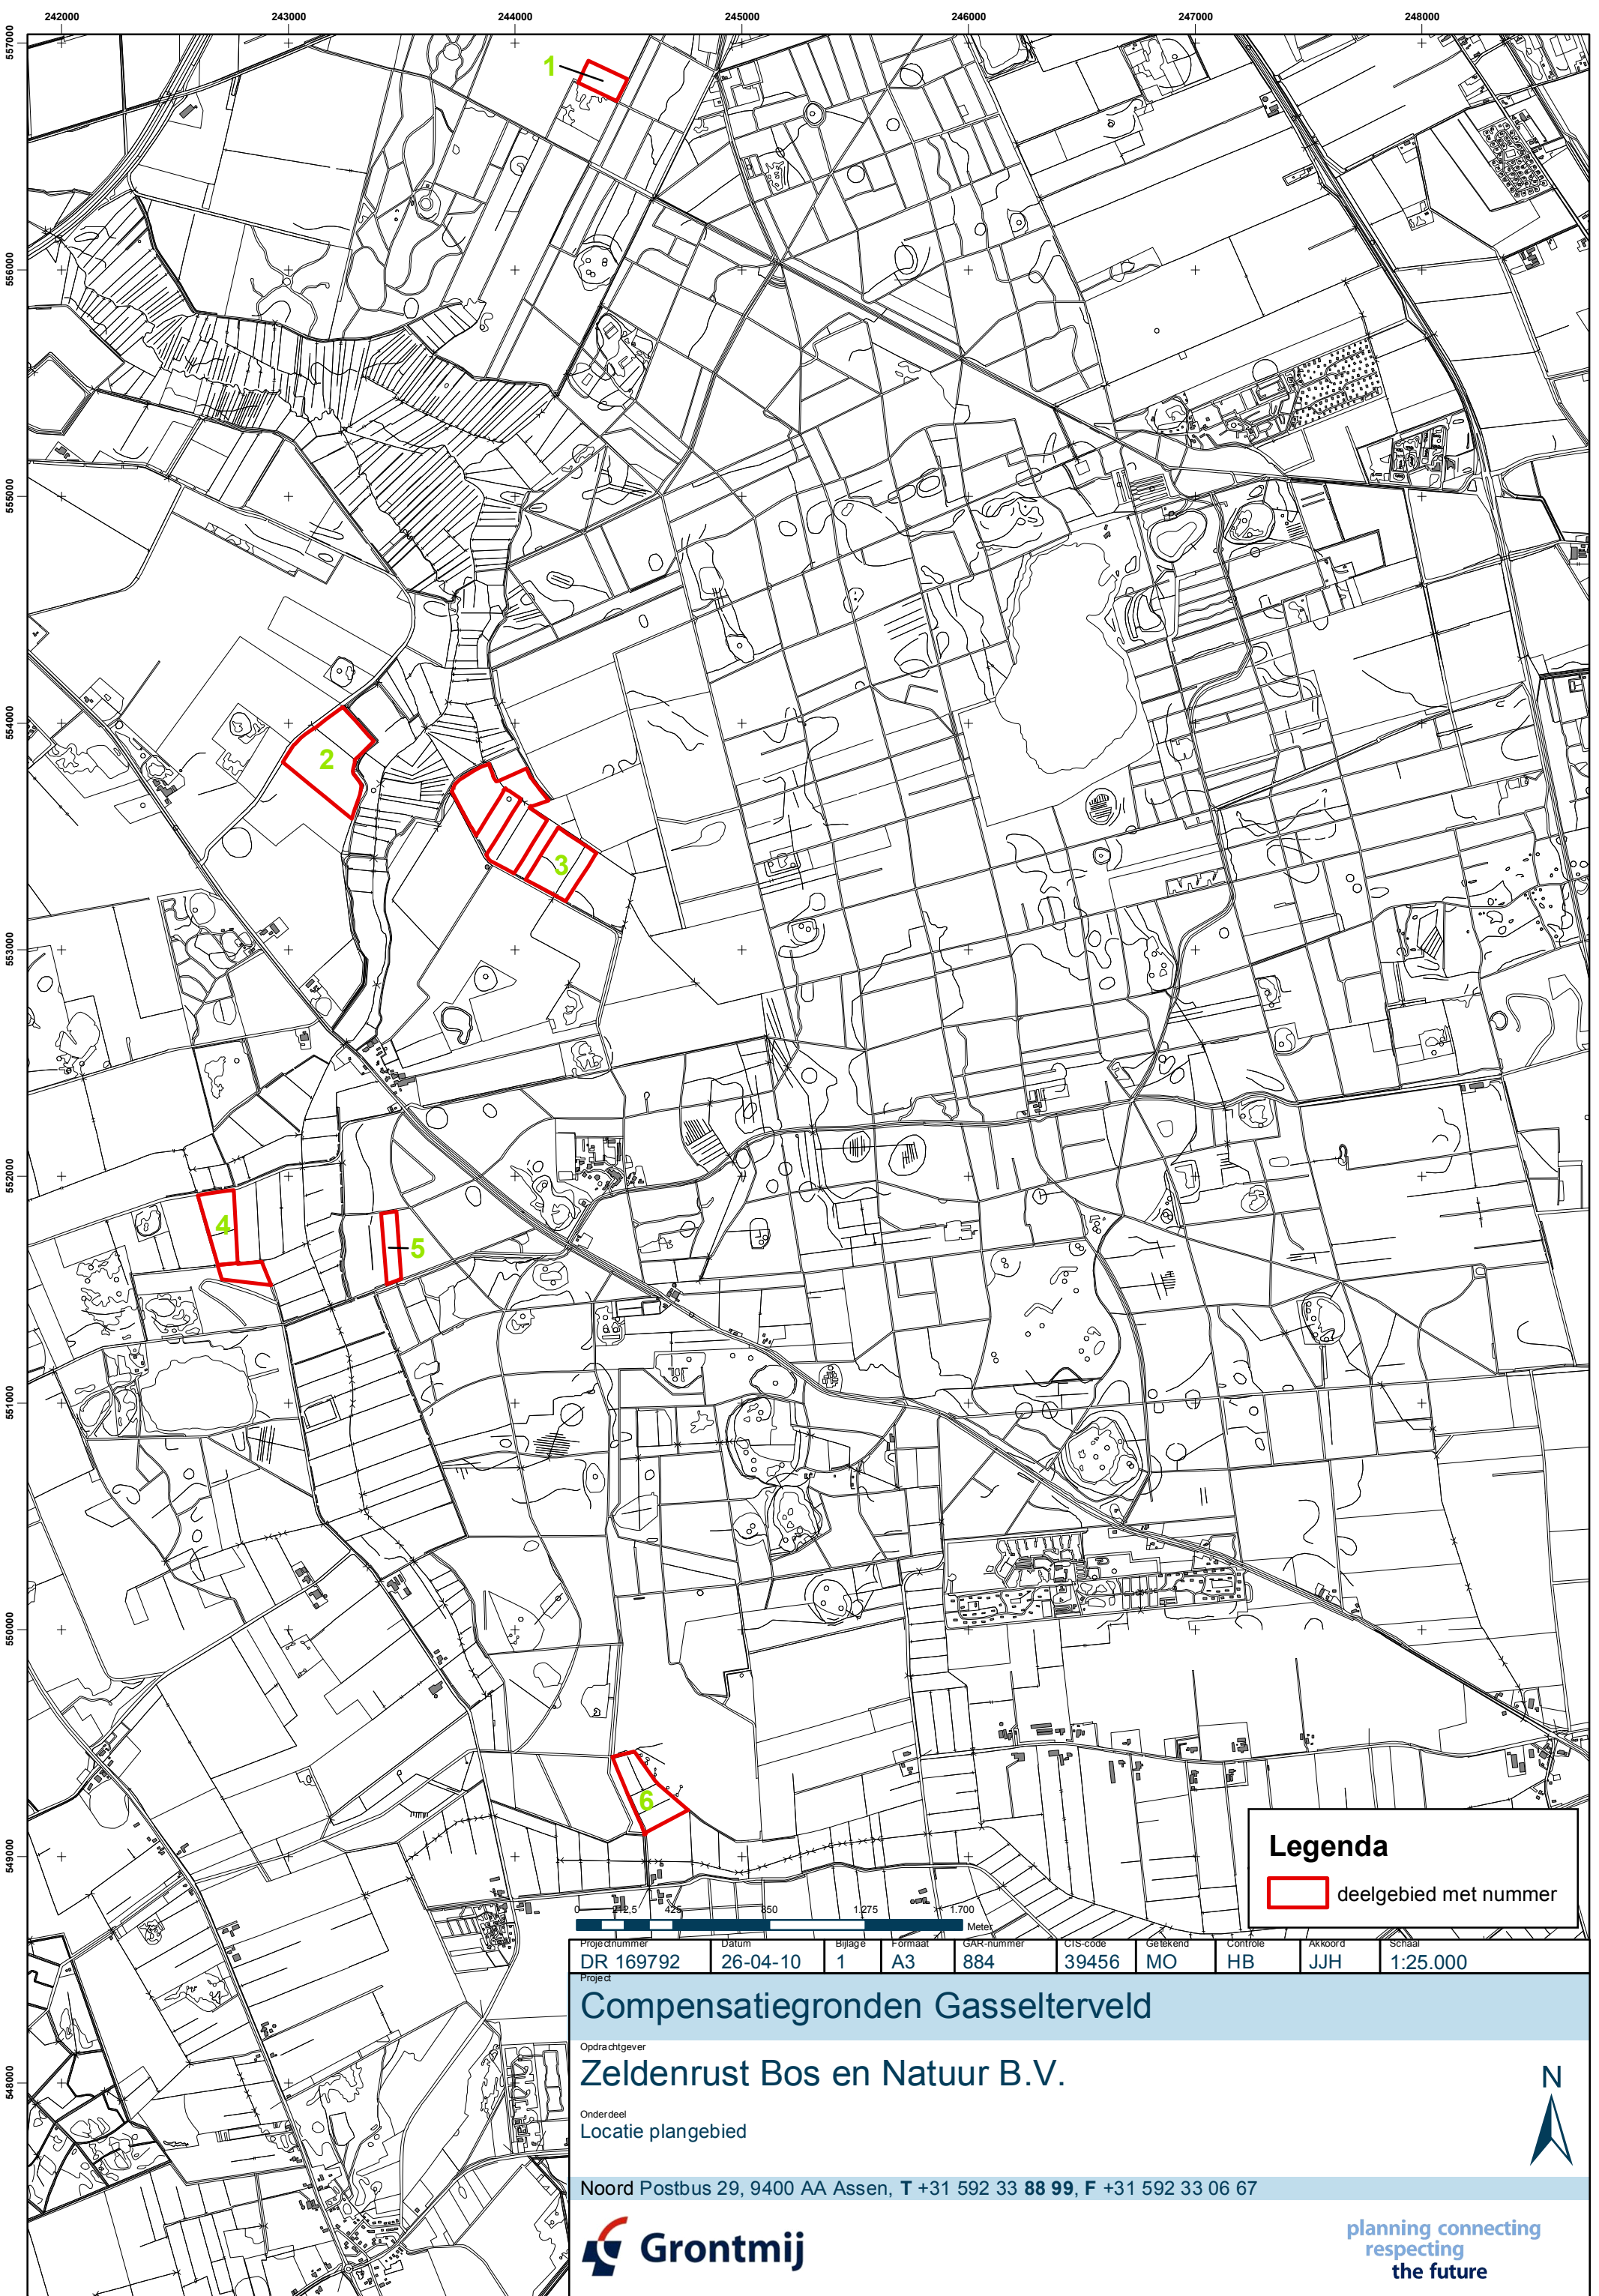 242000 243000 244000 245000 246000 247000 248000
557000
556000
555000
554000
553000
552000
551000
550000
549000
548000
1
2
3
4
5
6
Legenda
deelgebied met nummer
0 212,5 425 850 1.275 1.700
Meter
Projectnummer Datum Bijlage Formaat GAR-nummer CIS-code Getekend Controle Akkoord Schaal
DR 169792 26-04-10 1 A3 884 39456 MO HB JJH 1:25.000
Project
Compensatiegronden Gasselterveld
Opdrachtgever
Zeldenrust Bos en Natuur B.V.
N
Onderdeel
Locatie plangebied
Noord Postbus 29, 9400 AA Assen, T +31 592 33 88 99, F +31 592 33 06 67
Grontmij
planning connecting
respecting
the future